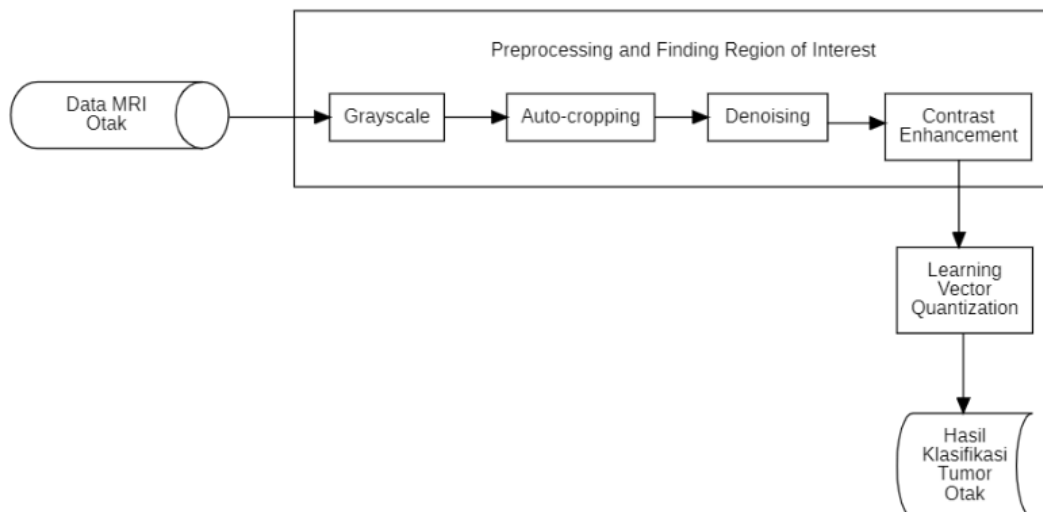 Preprocessing and Finding Region of Interest
Data MRI
Otak
Grayscale
Auto-cropping
Denoising
Contrast
Enhancement
Learning
Vector
Quantization
Hasil
Klasifikasi
Tumor
Otak